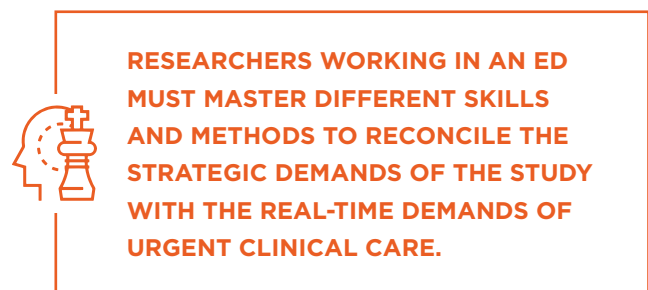 RESEARCHERS WORKING IN AN ED
MUST MASTER DIFFERENT SKILLS
AND METHODS TO RECONCILE THE
STRATEGIC DEMANDS OF THE STUDY
WITH THE REAL-TIME DEMANDS OF
URGENT CLINICAL CARE.